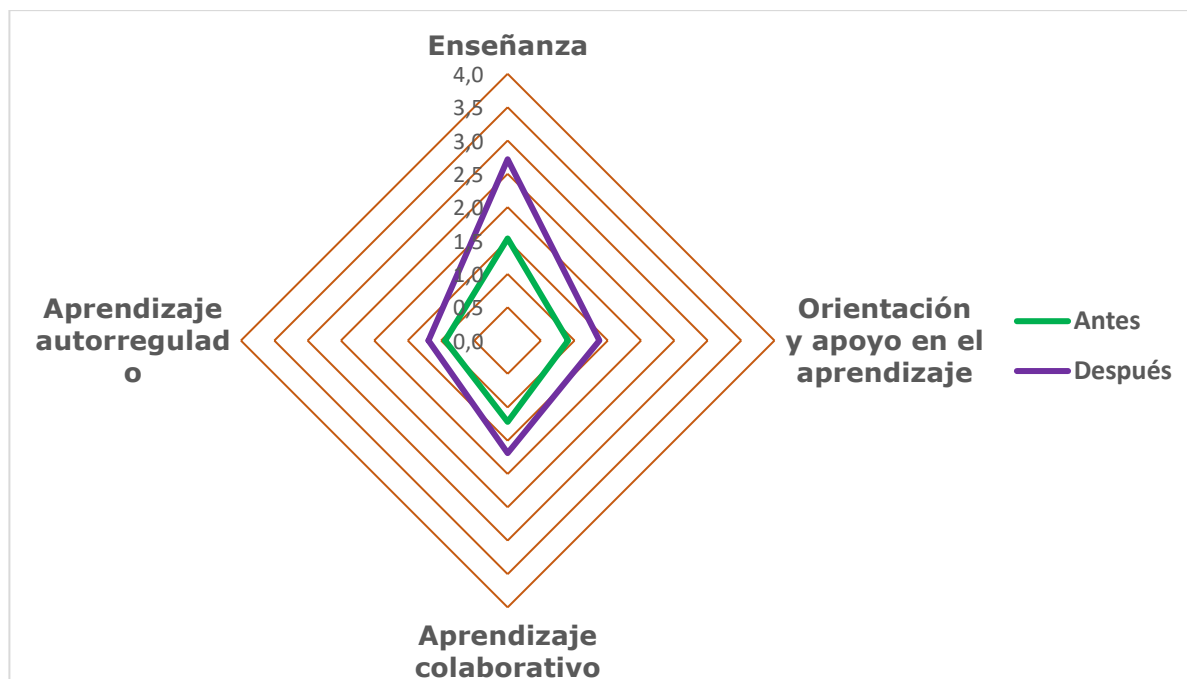 Enseñanza
4,0
3,5
3,0
2,5
2,0
1,5
1,0
0,5
0,0
Aprendizaje
autorregulad
o
Orientación
y apoyo en el
aprendizaje
Antes
Después
Aprendizaje
colaborativo